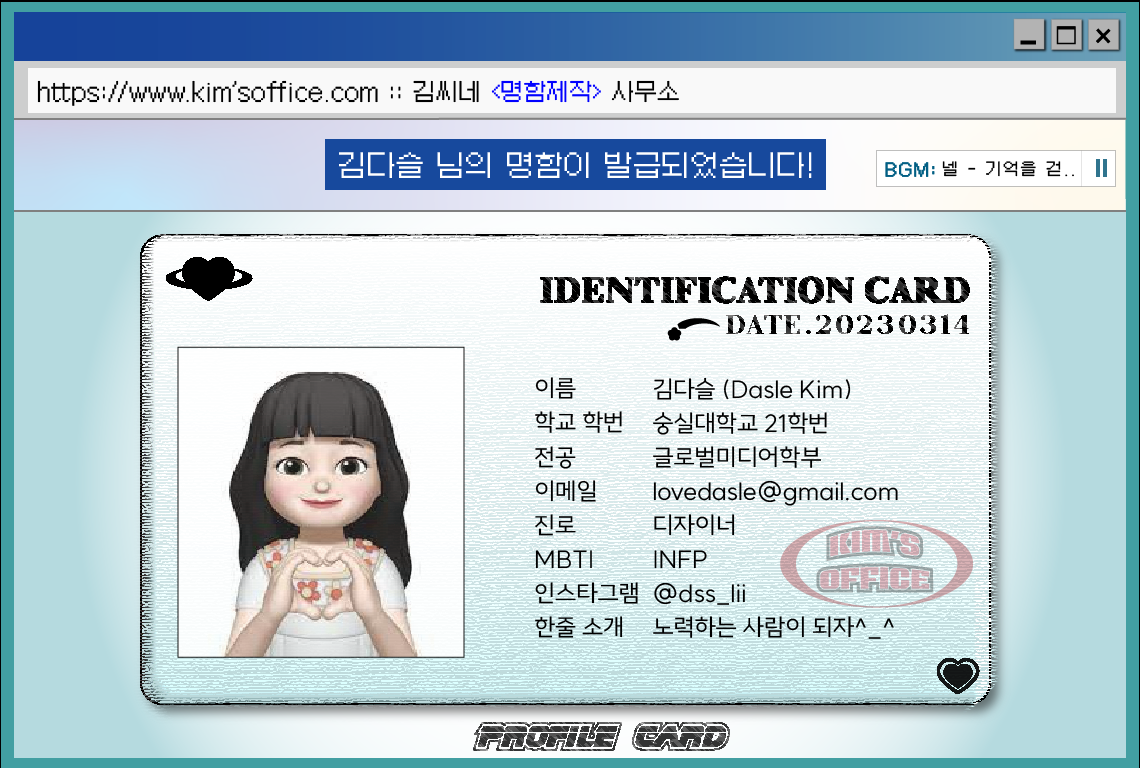 https://www.kim'soffice.com :: 김씨네 <명함제작> 사무소
김다슬 님의 명함이 발급되었습니다!
BGM: 넬 - 기억을 걷..
IDENTIFICATION CARD
DATE.20230314
이름 김다슬 (Dasle Kim)
학교 학번 숭실대학교 21학번
전공 글로벌미디어학부
이메일 lovedasle@gmail.com
진로 디자이너
MBTI INFP
인스타그램 @dss_lii
한줄 소개 노력하는 사람이 되자^_^
KIM'S
OFFICE
PROFILE CARD